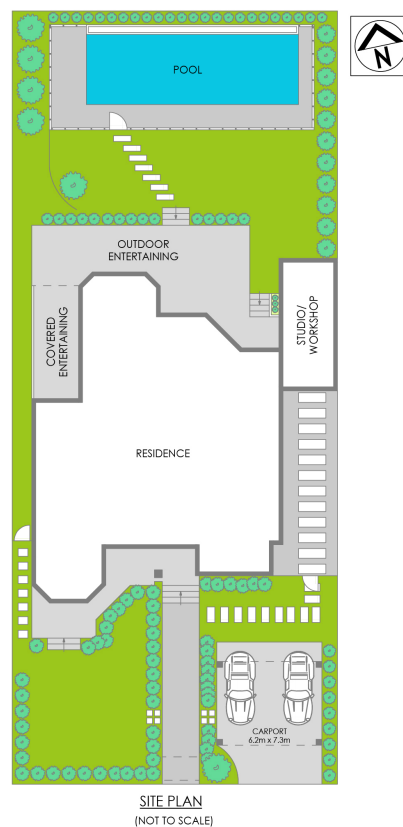 POOL
N
OUTDOOR
ENTERTAINING
COVERED
ENTERTAINING
STUDIO/
WORKSHOP
RESIDENCE
CARPORT
6.2m x 7.3m
SITE PLAN
(NOT TO SCALE)